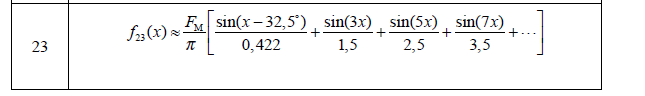 23
f₂₃(x) ≈ F_M/π [ sin(x − 32,5°)/0,422 + sin(3x)/1,5 + sin(5x)/2,5 + sin(7x)/3,5 + ⋯ ]